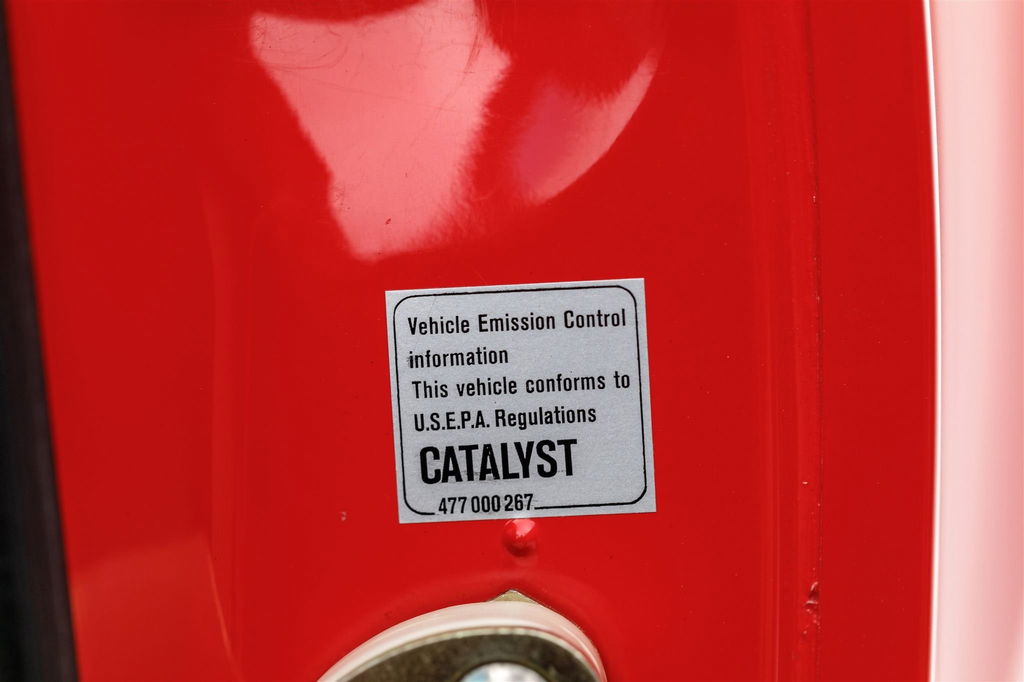 Vehicle Emission Control
information
This vehicle conforms to
U.S.E.P.A. Regulations
CATALYST
477 000 267